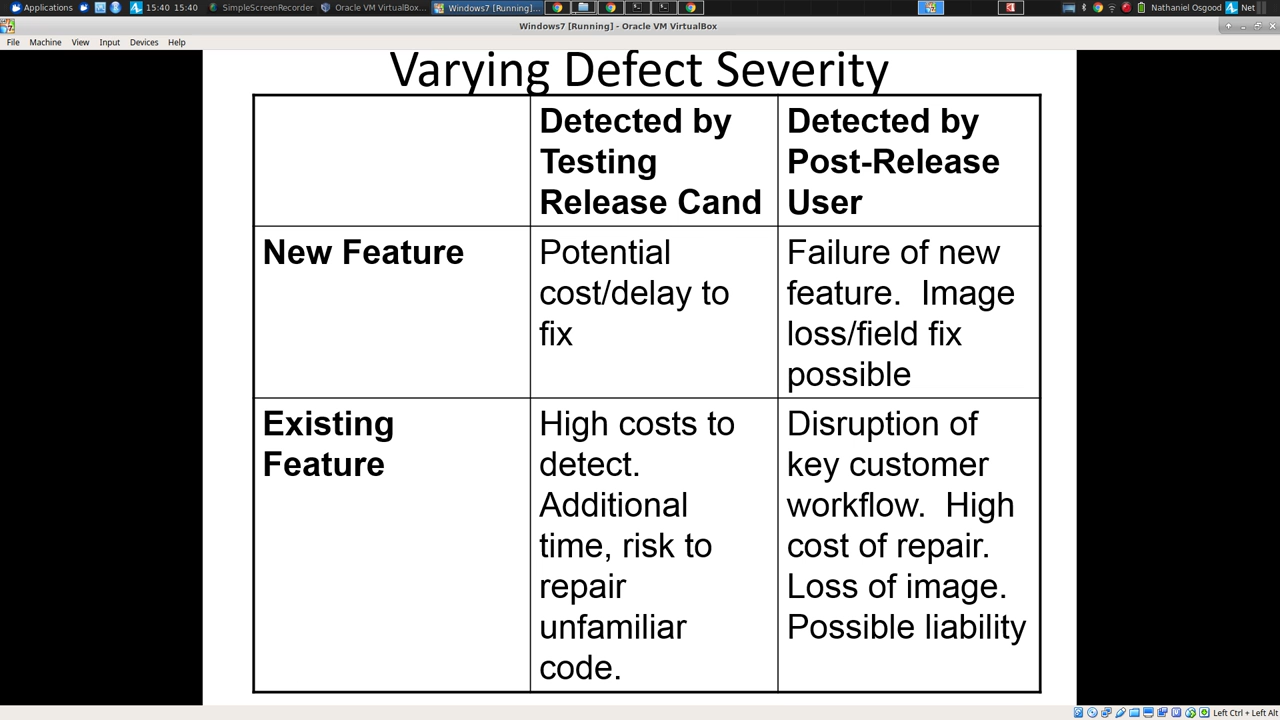 Applications
15:40 15:40
SimpleScreenRecorder
Oracle VM VirtualBox...
Windows7 [Running]...
Nathaniel Osgood
Net
Windows7 [Running] - Oracle VM VirtualBox
File Machine View Input Devices Help
Varying Defect Severity
Detected by
Testing
Release Cand
Detected by
Post-Release
User
New Feature
Potential
cost/delay to
fix
Failure of new
feature. Image
loss/field fix
possible
Existing
Feature
High costs to
detect.
Additional
time, risk to
repair
unfamiliar
code.
Disruption of
key customer
workflow. High
cost of repair.
Loss of image.
Possible liability
Left Ctrl + Left Alt